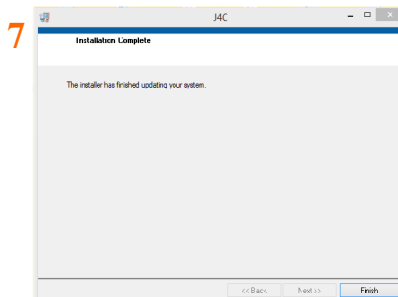 J4C
7
Installation Complete
The installer has finished updating your system.
<< Back Next >> Finish